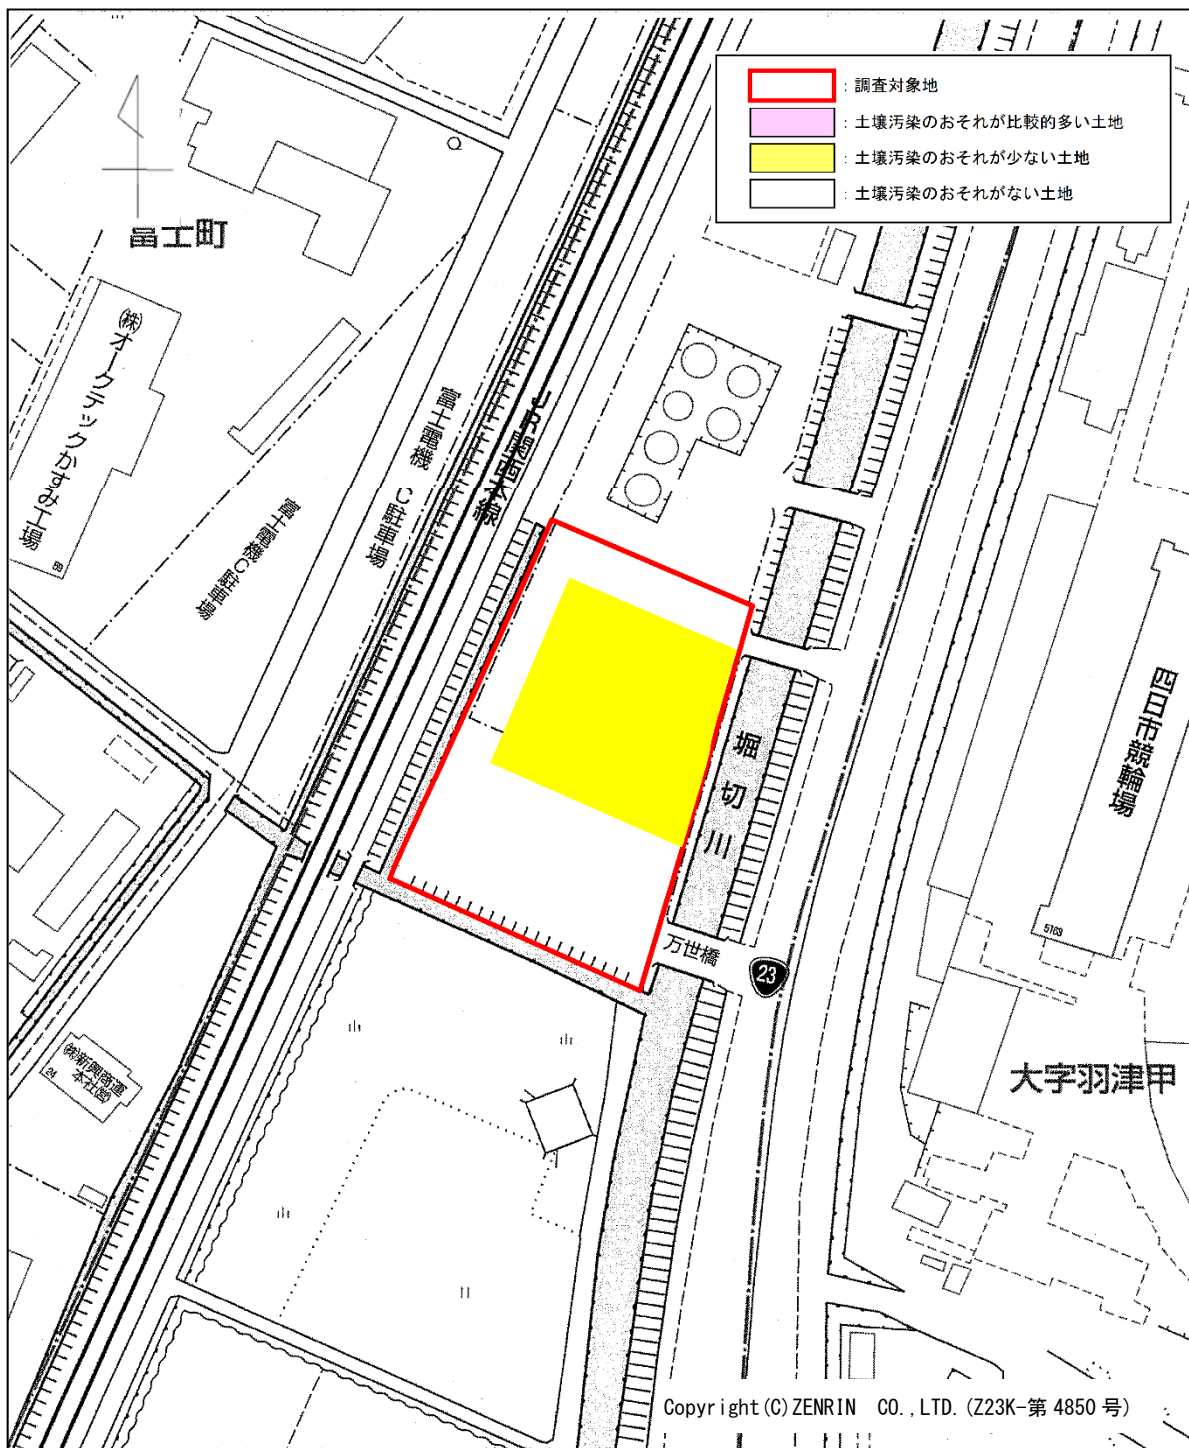 ：調査対象地
：土壌汚染のおそれが比較的多い土地
：土壌汚染のおそれが少ない土地
：土壌汚染のおそれがない土地
富士町
㈱オークテックかすみ工場
59
富士電機 C駐車場
JR関西本線
富士電機C駐車場
四日市競輪場
5163
堀切川
万世橋
23
大字羽津甲
㈱新興商運
本社営
24
Copyright(C)ZENRIN CO.,LTD.(Z23K-第 4850 号)